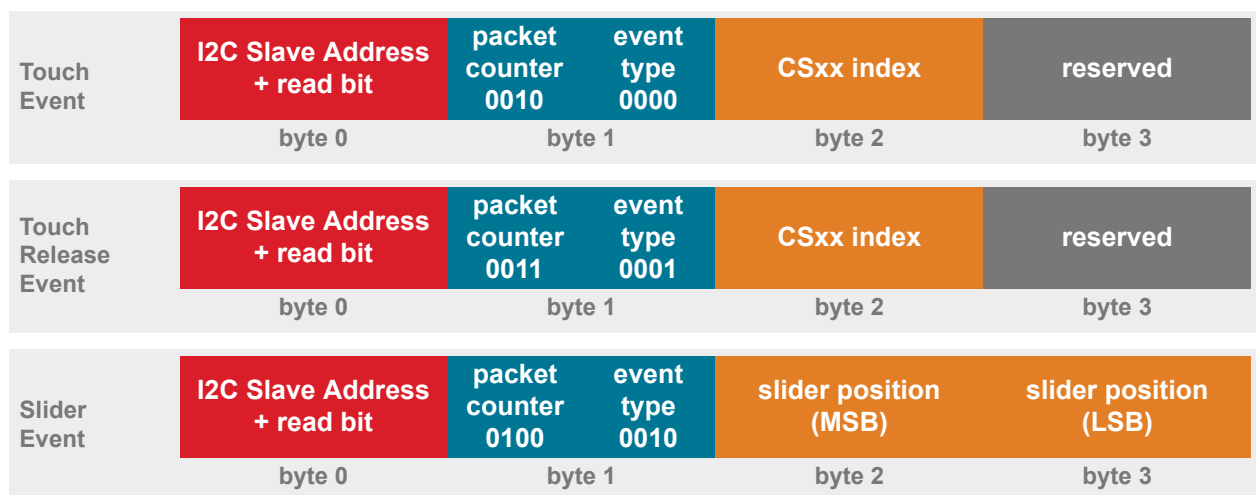 Touch
Event
I2C Slave Address
+ read bit
packet
counter
0010
event
type
0000
CSxx index
reserved
byte 0
byte 1
byte 2
byte 3
Touch
Release
Event
I2C Slave Address
+ read bit
packet
counter
0011
event
type
0001
CSxx index
reserved
byte 0
byte 1
byte 2
byte 3
Slider
Event
I2C Slave Address
+ read bit
packet
counter
0100
event
type
0010
slider position
(MSB)
slider position
(LSB)
byte 0
byte 1
byte 2
byte 3